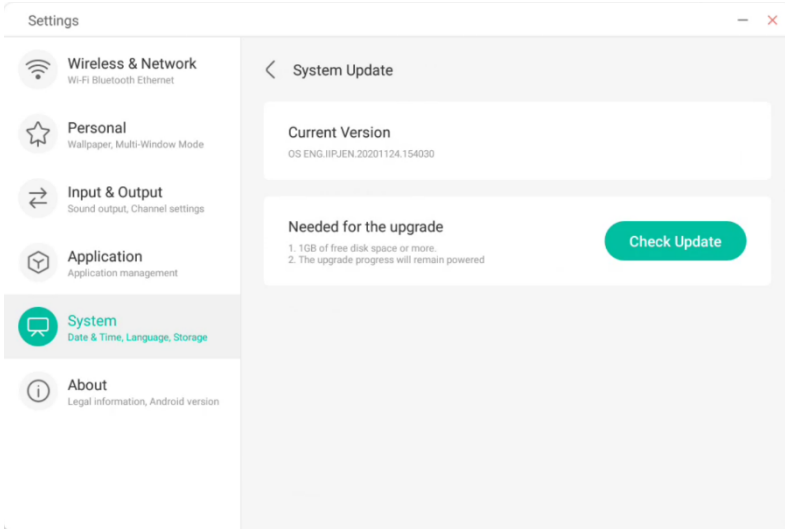 Settings
Wireless & Network
Wi-Fi Bluetooth Ethernet
Personal
Wallpaper, Multi-Window Mode
Input & Output
Sound output, Channel settings
Application
Application management
System
Date & Time, Language, Storage
About
Legal information, Android version
System Update
Current Version
OS ENG.IIPJEN.20201124.154030
Needed for the upgrade
1. 1GB of free disk space or more.
2. The upgrade progress will remain powered
Check Update